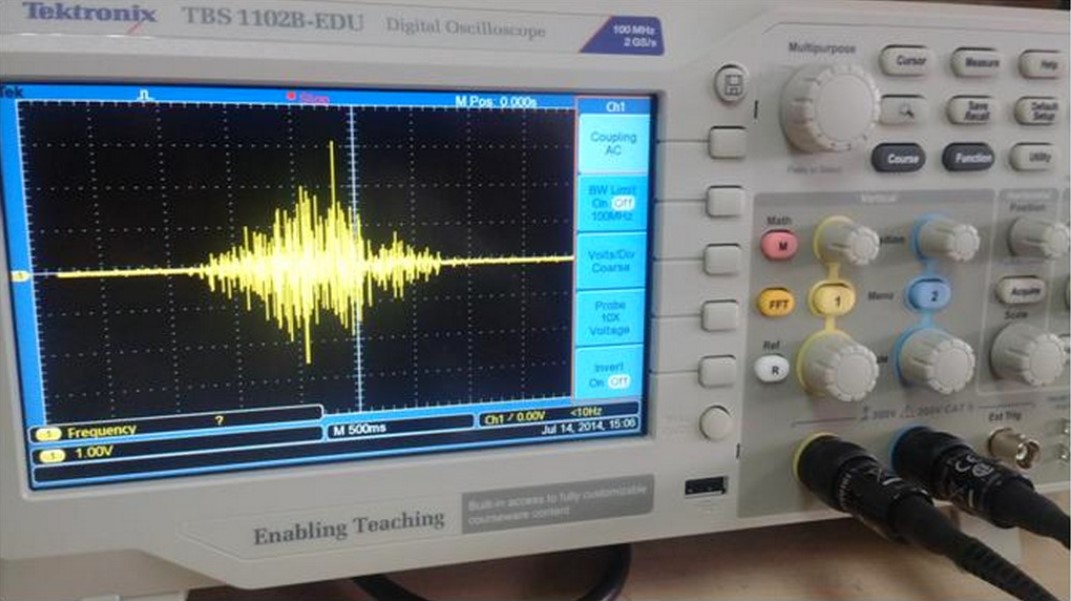 Tektronix TBS 1102B-EDU Digital Oscilloscope
100 MHz
2 GS/s
Tek Stop M Pos: 0.000s
Ch1
Coupling
AC
BW Limit
On Off
100MHz
Volts/Div
Coarse
Probe
10X
Voltage
Invert
On Off
1
1 Frequency ?
1 1.00V
M 500ms
Ch1 / 0.00V <10Hz
Jul 14, 2014, 15:06
Enabling Teaching
Built-in access to fully customizable
courseware content
Multipurpose
Cursor
Measure
Help
Save
Recall
Default
Setup
Course
Function
Utility
Vertical
Position
Math
M
FFT
1
Menu
2
Ref
R
Acquire
Scale
Ext Trig